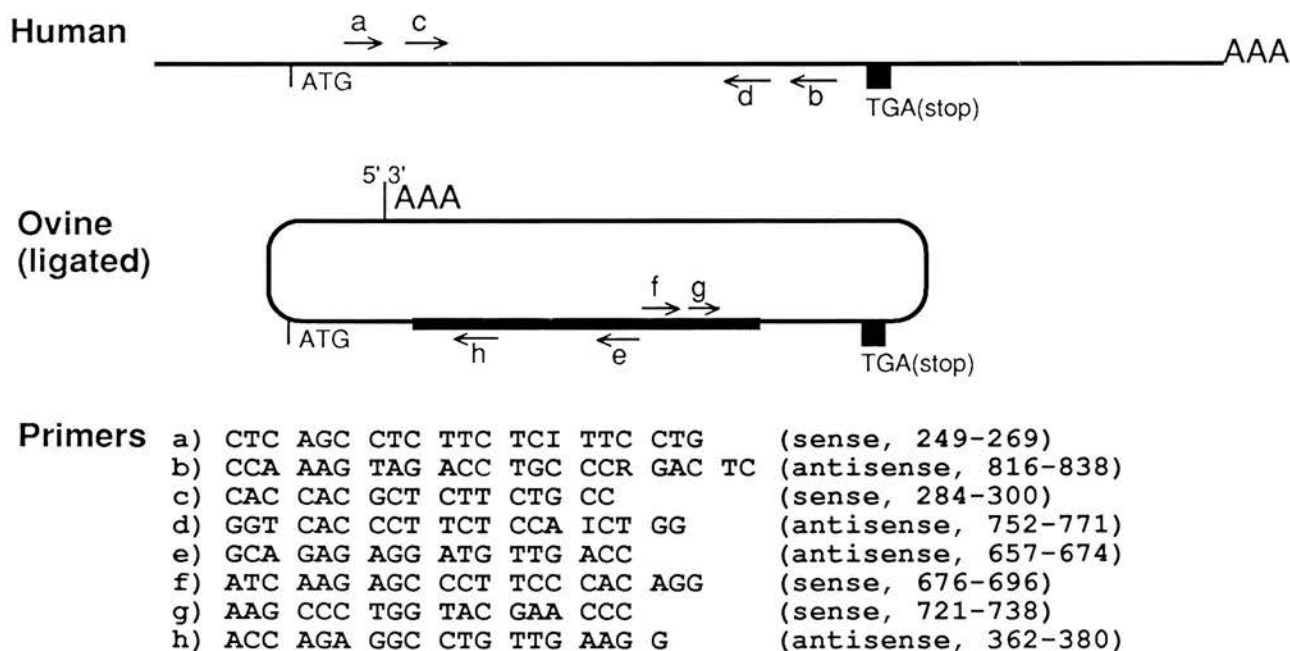 Human
a c
AAA
ATG
d b
TGA(stop)
5' 3'
AAA
Ovine
(ligated)
f g
ATG
h e
TGA(stop)
Primers
a) CTC AGC CTC TTC TCI TTC CTG (sense, 249-269)
b) CCA AAG TAG ACC TGC CCR GAC TC (antisense, 816-838)
c) CAC CAC GCT CTT CTG CC (sense, 284-300)
d) GGT CAC CCT TCT CCA ICT GG (antisense, 752-771)
e) GCA GAG AGG ATG TTG ACC (antisense, 657-674)
f) ATC AAG AGC CCT TCC CAC AGG (sense, 676-696)
g) AAG CCC TGG TAC GAA CCC (sense, 721-738)
h) ACC AGA GGC CTG TTG AAG G (antisense, 362-380)